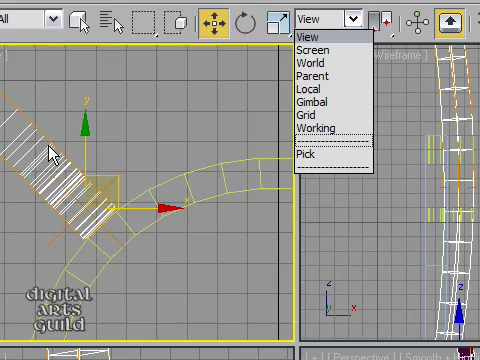 All
View
View
Screen
World
Parent
Local
Gimbal
Grid
Working
Pick
Wireframe ]
y
x
z
y
x
z
digital
arts
guild
[ + ] [ Perspective ] [ Smooth +